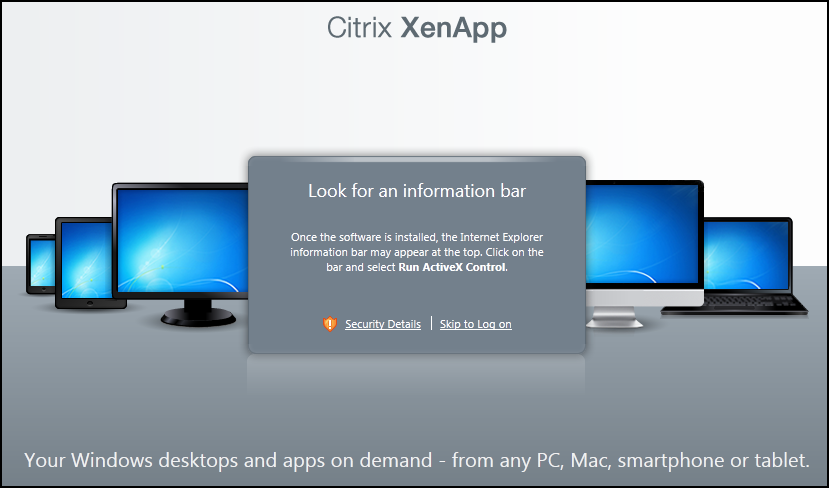 Citrix XenApp
Look for an information bar
Once the software is installed, the Internet Explorer
information bar may appear at the top. Click on the
bar and select Run ActiveX Control.
Security Details | Skip to Log on
Your Windows desktops and apps on demand - from any PC, Mac, smartphone or tablet.